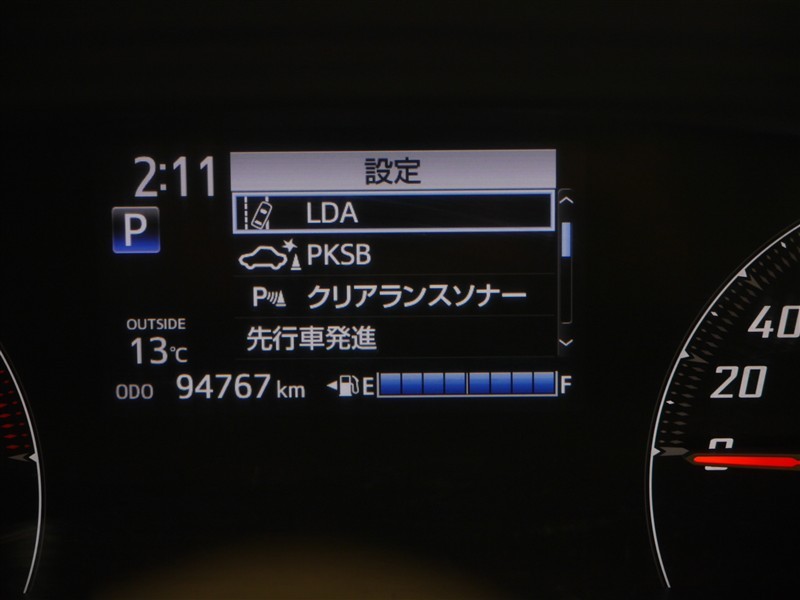 2:11
設定
P
LDA
PKSB
P クリアランスソナー
先行車発進
OUTSIDE
13℃
ODO 94767 km
E F
40
20
0